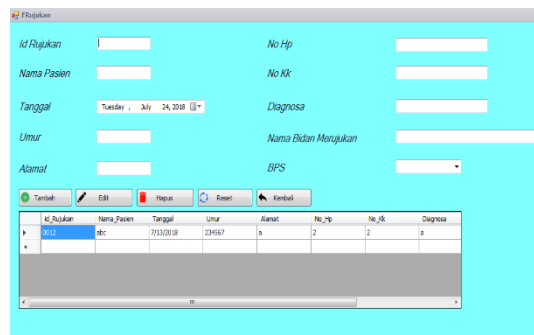 FRujukan
Id Rujukan No Hp
Nama Pasien No Kk
Tanggal Tuesday , July 24, 2018 Diagnosa
Umur Nama Bidan Merujukan
Alamat BPS
Tambah Edit Hapus Reset Kembali
Id_Rujukan Nama_Pasien Tanggal Umur Alamat No_Hp No_Kk Diagnosa
0012 abc 7/13/2018 234567 a 2 2 a